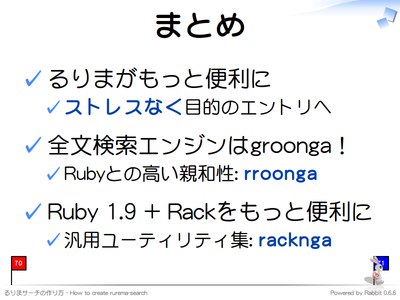 まとめ
るりまがもっと便利に
ストレスなく目的のエントリへ
全文検索エンジンはgroonga！
Rubyとの高い親和性: rroonga
Ruby 1.9 + Rackをもっと便利に
汎用ユーティリティ集: racknga
70
るりまサーチの作り方 - How to create rurema-search
Powered by Rabbit 0.6.6